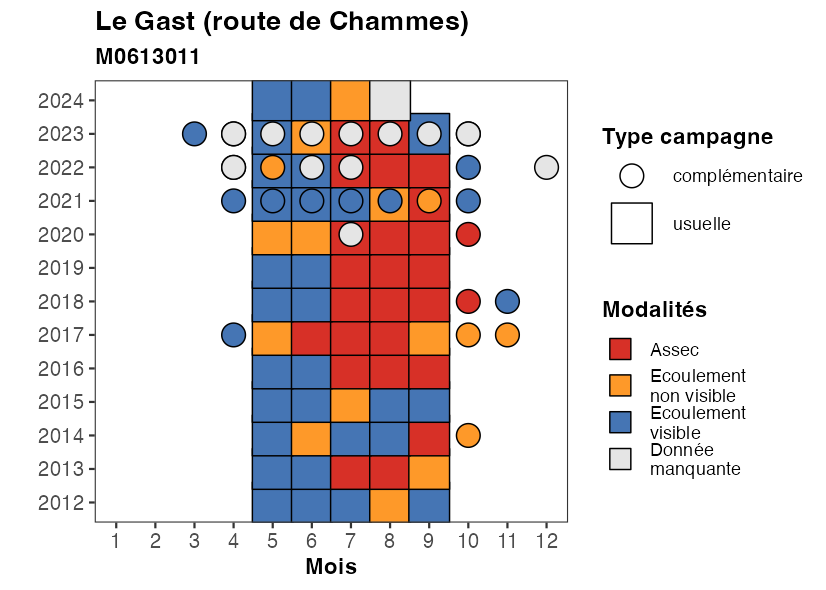 Le Gast (route de Chammes)
M0613011
2024
2023
2022
2021
2020
2019
2018
2017
2016
2015
2014
2013
2012
1 2 3 4 5 6 7 8 9 10 11 12
Mois
Type campagne
complémentaire
usuelle
Modalités
Assec
Ecoulement
non visible
Ecoulement
visible
Donnée
manquante